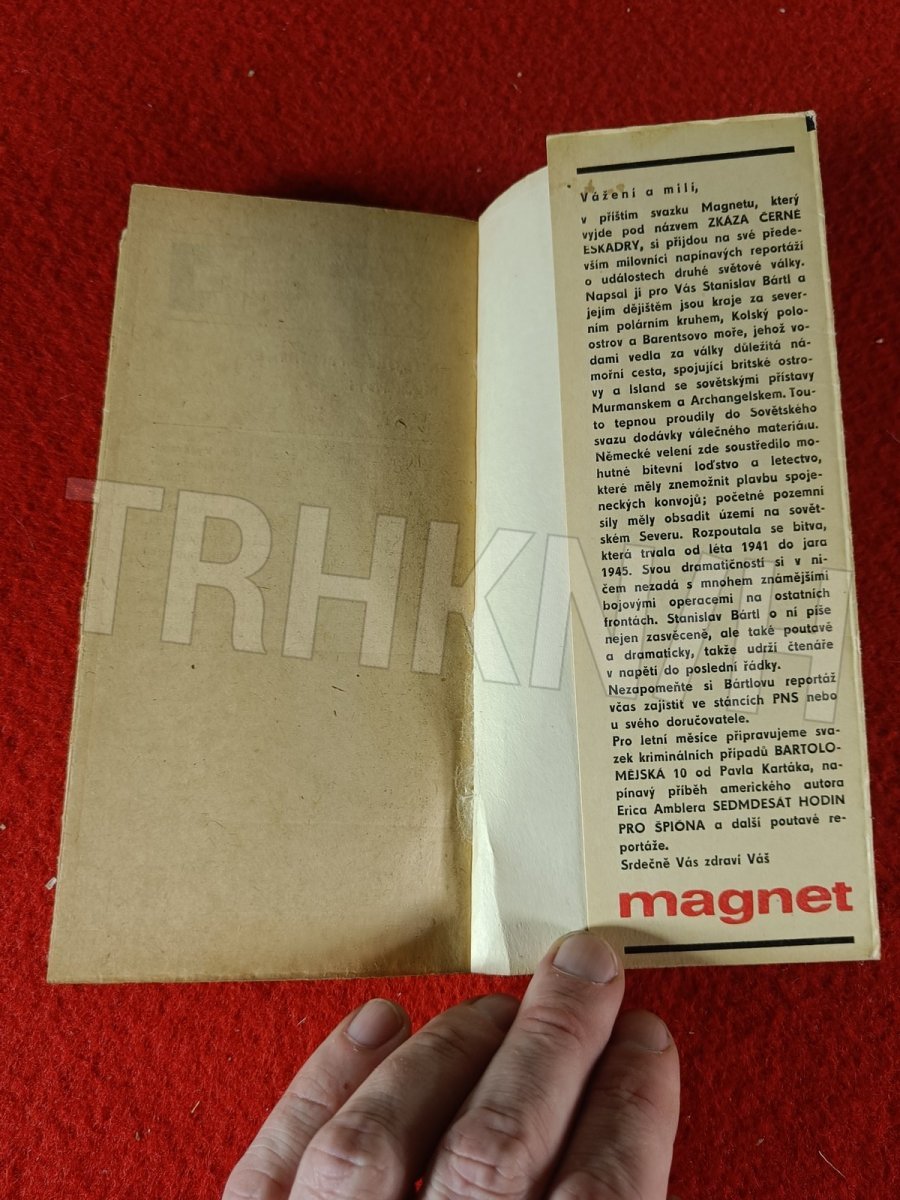 Vážení a milí,
v příštím svazku Magnetu, který
vyjde pod názvem ZKÁZA ČERNÉ
ESKADRY, si přijdou na své přede-
vším milovníci napínavých reportáží
o událostech druhé světové války.
Napsal ji pro Vás Stanislav Bártl a
jejím dějištěm jsou kraje za sever-
ním polárním kruhem, Kolský polo-
ostrov a Barentsovo moře, jehož vo-
dami vedla za války důležitá ná-
mořní cesta, spojující britské ostro-
vy a Island se sovětskými přístavy
Murmanskem a Archangelskem. Tou-
to tepnou proudily do Sovětského
svazu dodávky válečného materiálu.
Německé velení zde soustředilo mo-
hutné bitevní loďstvo a letectvo,
které měly znemožnit plavbu spoje-
neckých konvojů; početné pozemní
síly měly obsadit území na sovět-
ském Severu. Rozpoutala se bitva,
která trvala od léta 1941 do jara
1945. Svou dramatičností si v ni-
čem nezadá s mnohem známějšími
bojovými operacemi na ostatních
frontách. Stanislav Bártl o ní píše
nejen zasvěceně, ale také poutavě
a dramaticky, takže udrží čtenáře
v napětí do poslední řádky.
Nezapomeňte si Bártlovu reportáž
včas zajistit ve stáncích PNS nebo
u svého doručovatele.
Pro letní měsíce připravujeme sva-
zek kriminálních případů BARTOLO-
MĚJSKÁ 10 od Pavla Kartáka, na-
pínavý příběh amerického autora
Erica Amblera SEDMDESÁT HODIN
PRO ŠPIÓNA a další poutavé re-
portáže.
Srdečně Vás zdraví Váš
magnet